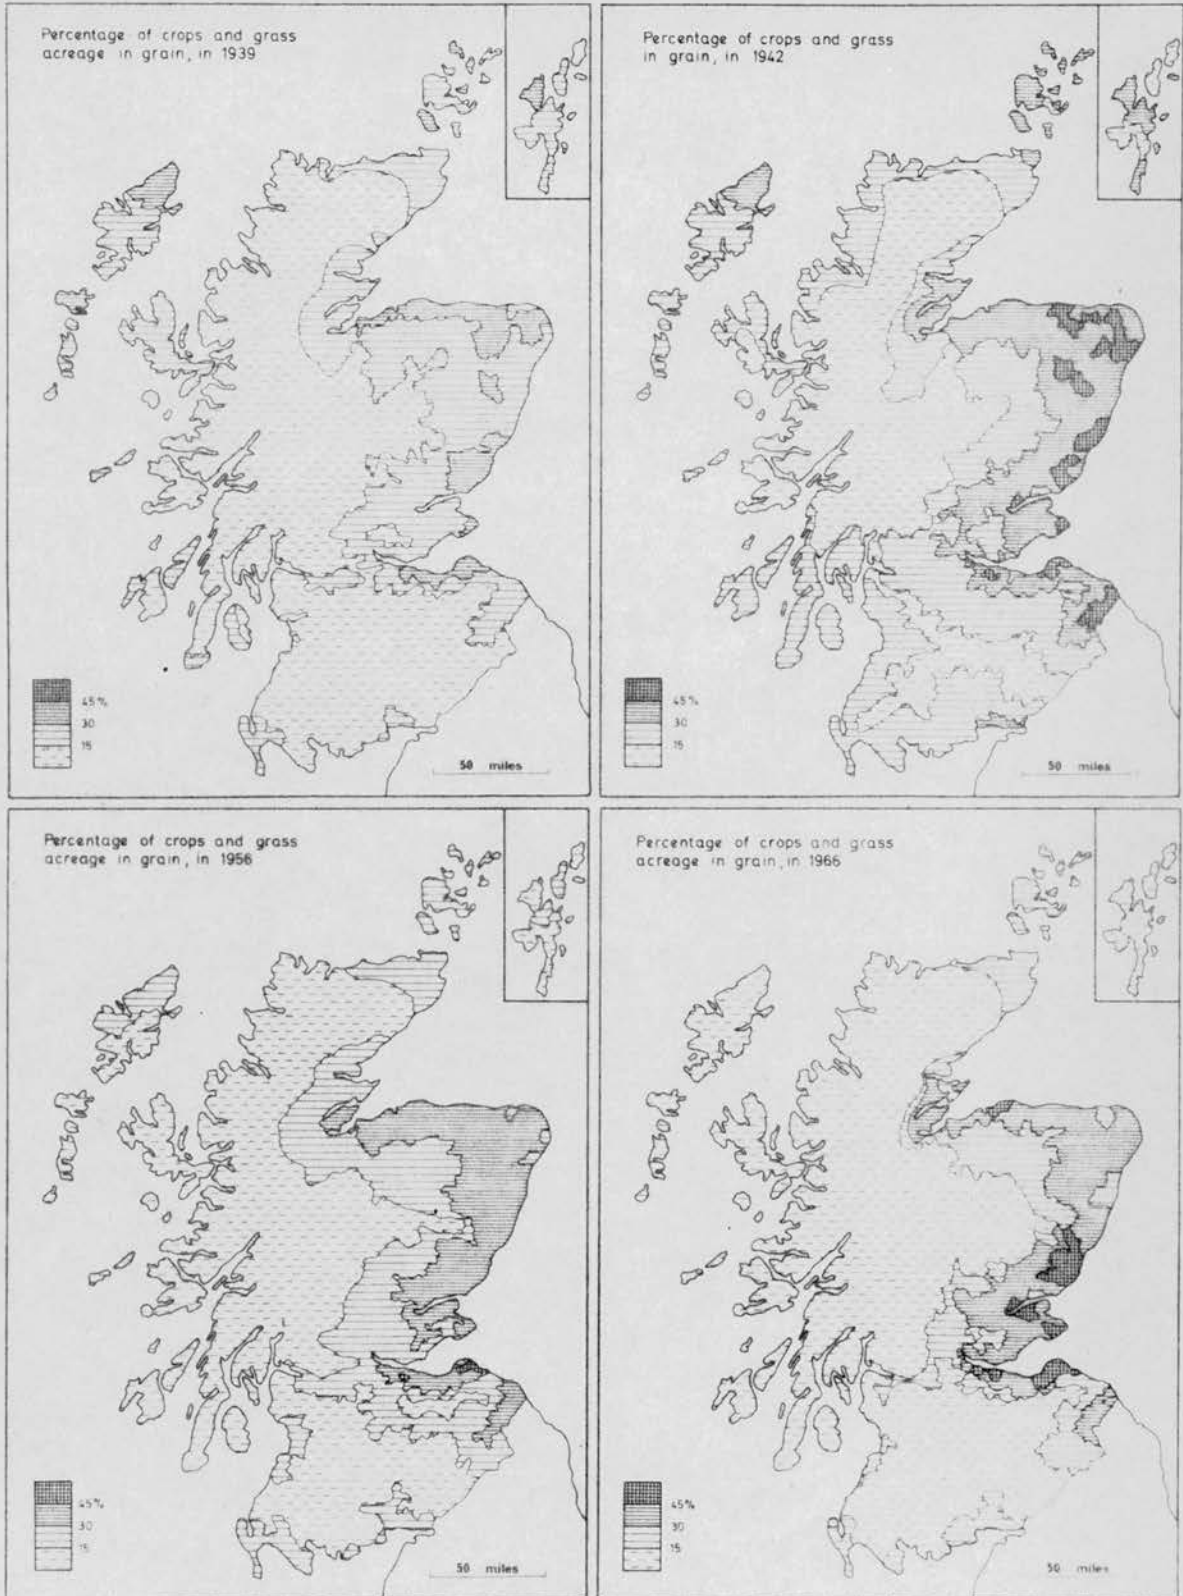 Percentage of crops and grass
acreage in grain, in 1939
45%
30
15
50 miles
Percentage of crops and grass
in grain, in 1942
45%
30
15
50 miles
Percentage of crops and grass
acreage in grain, in 1956
45%
30
15
50 miles
Percentage of crops and grass
acreage in grain, in 1966
45%
30
15
50 miles